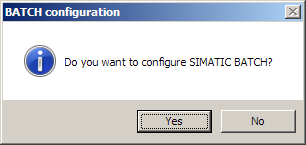 BATCH configuration
Do you want to configure SIMATIC BATCH?
Yes No